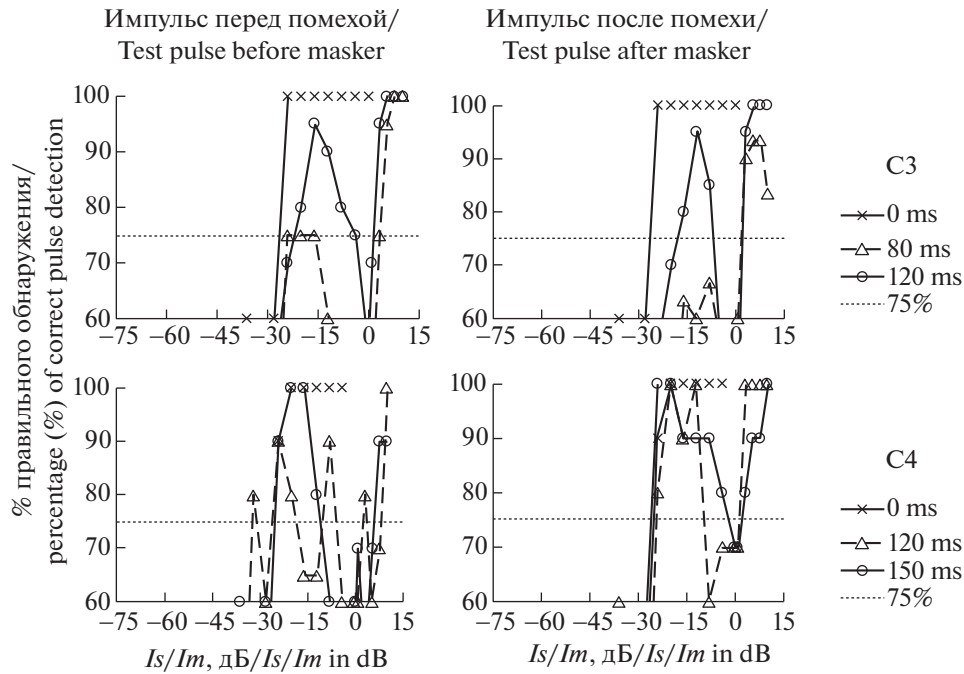 Импульс перед помехой/
Test pulse before masker
Импульс после помехи/
Test pulse after masker
% правильного обнаружения/
percentage (%) of correct pulse detection
100
90
80
70
60
−75 −60 −45 −30 −15 0 15
100
90
80
70
60
−75 −60 −45 −30 −15 0 15
C3
0 ms
80 ms
120 ms
75%
100
90
80
70
60
−75 −60 −45 −30 −15 0 15
Is/Im, дБ/Is/Im in dB
100
90
80
70
60
−75 −60 −45 −30 −15 0 15
Is/Im, дБ/Is/Im in dB
C4
0 ms
120 ms
150 ms
75%